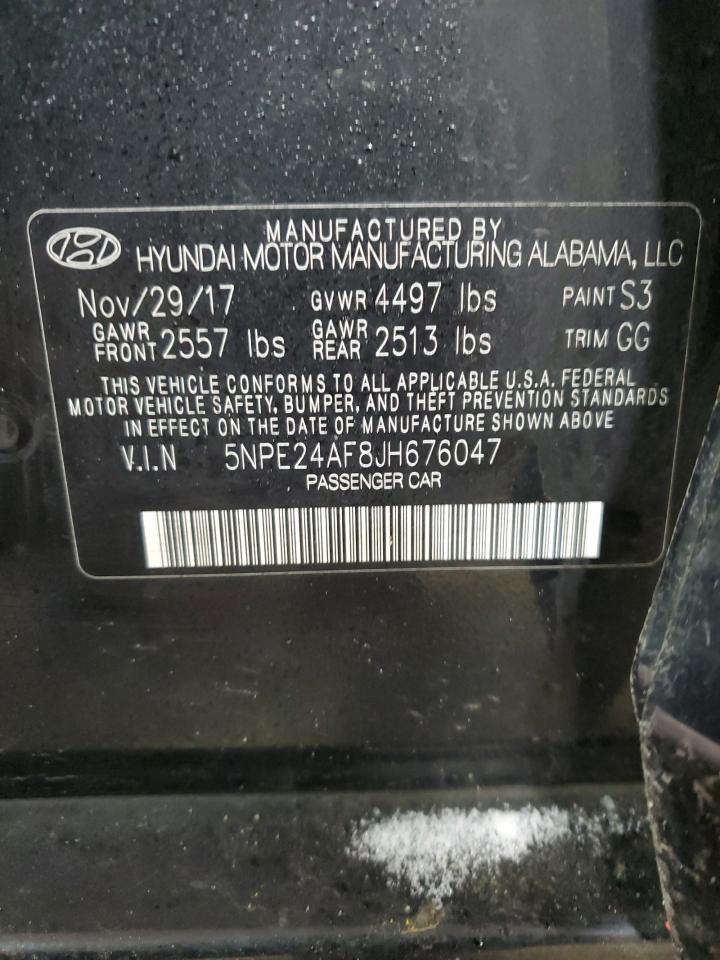 MANUFACTURED BY
HYUNDAI MOTOR MANUFACTURING ALABAMA, LLC
Nov/29/17 GVWR 4497 lbs PAINT S3
GAWR FRONT 2557 lbs GAWR REAR 2513 lbs TRIM GG
THIS VEHICLE CONFORMS TO ALL APPLICABLE U.S.A. FEDERAL
MOTOR VEHICLE SAFETY, BUMPER, AND THEFT PREVENTION STANDARDS
IN EFFECT ON THE DATE OF MANUFACTURE SHOWN ABOVE
V.I.N 5NPE24AF8JH676047
PASSENGER CAR